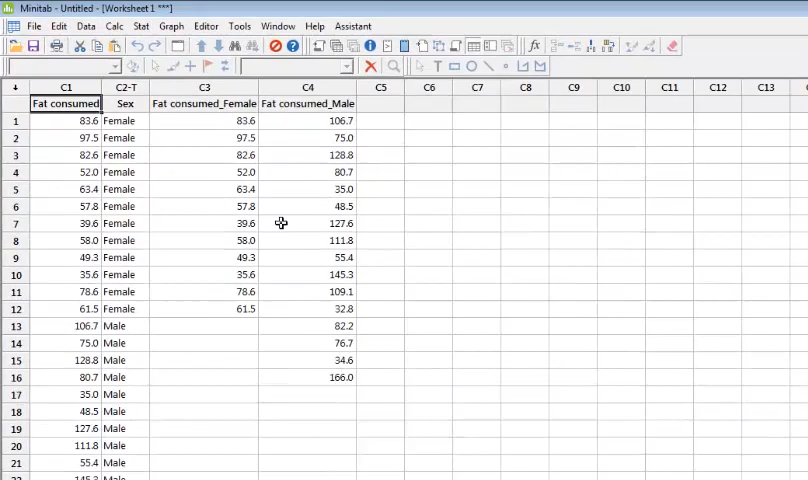 Minitab - Untitled - [Worksheet 1 ***]
File Edit Data Calc Stat Graph Editor Tools Window Help Assistant
C1 C2-T C3 C4 C5 C6 C7 C8 C9 C10 C11 C12 C13
Fat consumed Sex Fat consumed_Female Fat consumed_Male
1 83.6 Female 83.6 106.7
2 97.5 Female 97.5 75.0
3 82.6 Female 82.6 128.8
4 52.0 Female 52.0 80.7
5 63.4 Female 63.4 35.0
6 57.8 Female 57.8 48.5
7 39.6 Female 39.6 127.6
8 58.0 Female 58.0 111.8
9 49.3 Female 49.3 55.4
10 35.6 Female 35.6 145.3
11 78.6 Female 78.6 109.1
12 61.5 Female 61.5 32.8
13 106.7 Male 82.2
14 75.0 Male 76.7
15 128.8 Male 34.6
16 80.7 Male 166.0
17 35.0 Male
18 48.5 Male
19 127.6 Male
20 111.8 Male
21 55.4 Male
22 145.3 Male